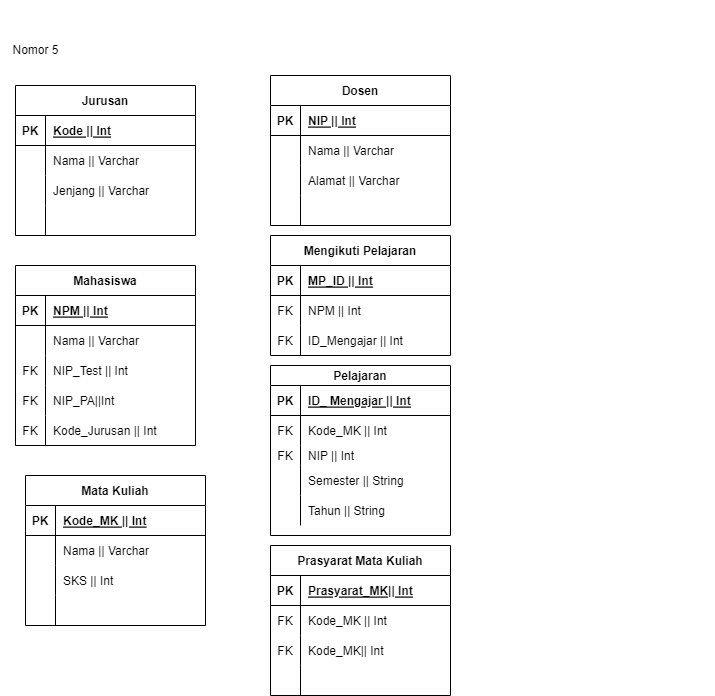 Nomor 5
Jurusan
PK Kode || Int
Nama || Varchar
Jenjang || Varchar
Mahasiswa
PK NPM || Int
Nama || Varchar
FK NIP_Test || Int
FK NIP_PA||Int
FK Kode_Jurusan || Int
Mata Kuliah
PK Kode_MK || Int
Nama || Varchar
SKS || Int
Dosen
PK NIP || Int
Nama || Varchar
Alamat || Varchar
Mengikuti Pelajaran
PK MP_ID || Int
FK NPM || Int
FK ID_Mengajar || Int
Pelajaran
PK ID_ Mengajar || Int
FK Kode_MK || Int
FK NIP || Int
Semester || String
Tahun || String
Prasyarat Mata Kuliah
PK Prasyarat_MK|| Int
FK Kode_MK || Int
FK Kode_MK|| Int